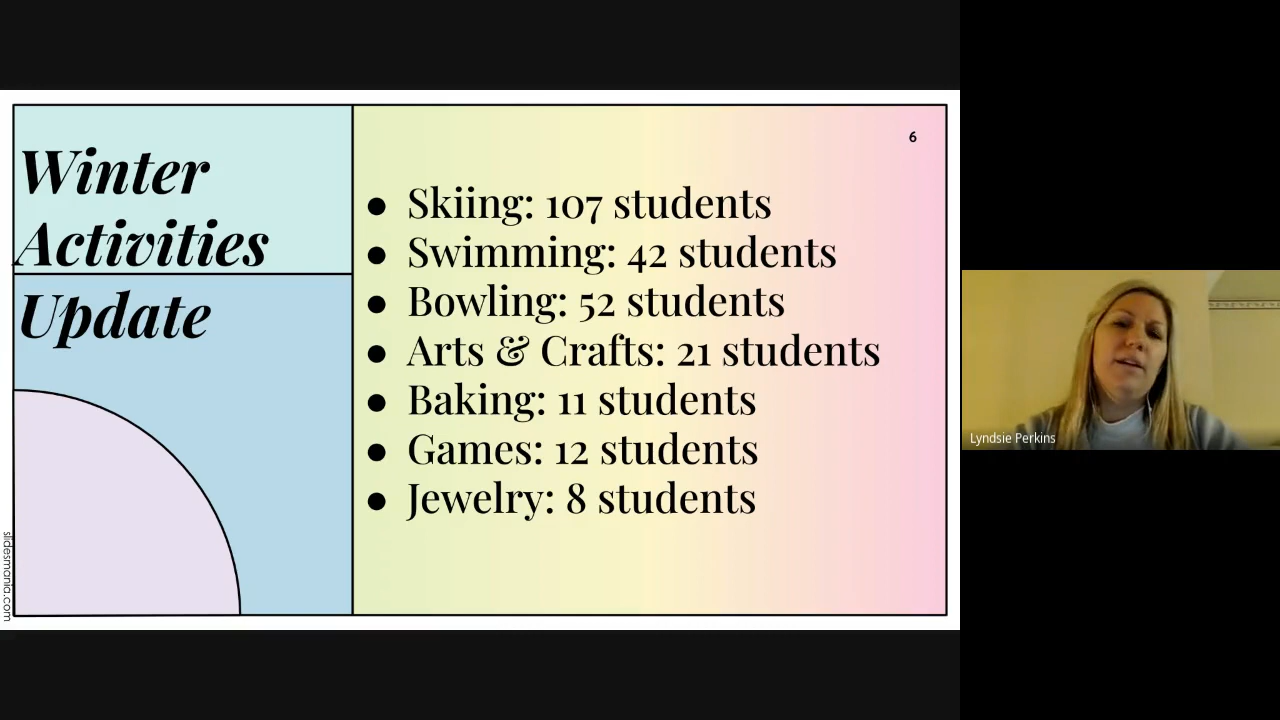 Winter
Activities
Update
6
● Skiing: 107 students
● Swimming: 42 students
● Bowling: 52 students
● Arts & Crafts: 21 students
● Baking: 11 students
● Games: 12 students
● Jewelry: 8 students
slidesmania.com
Lyndsie Perkins